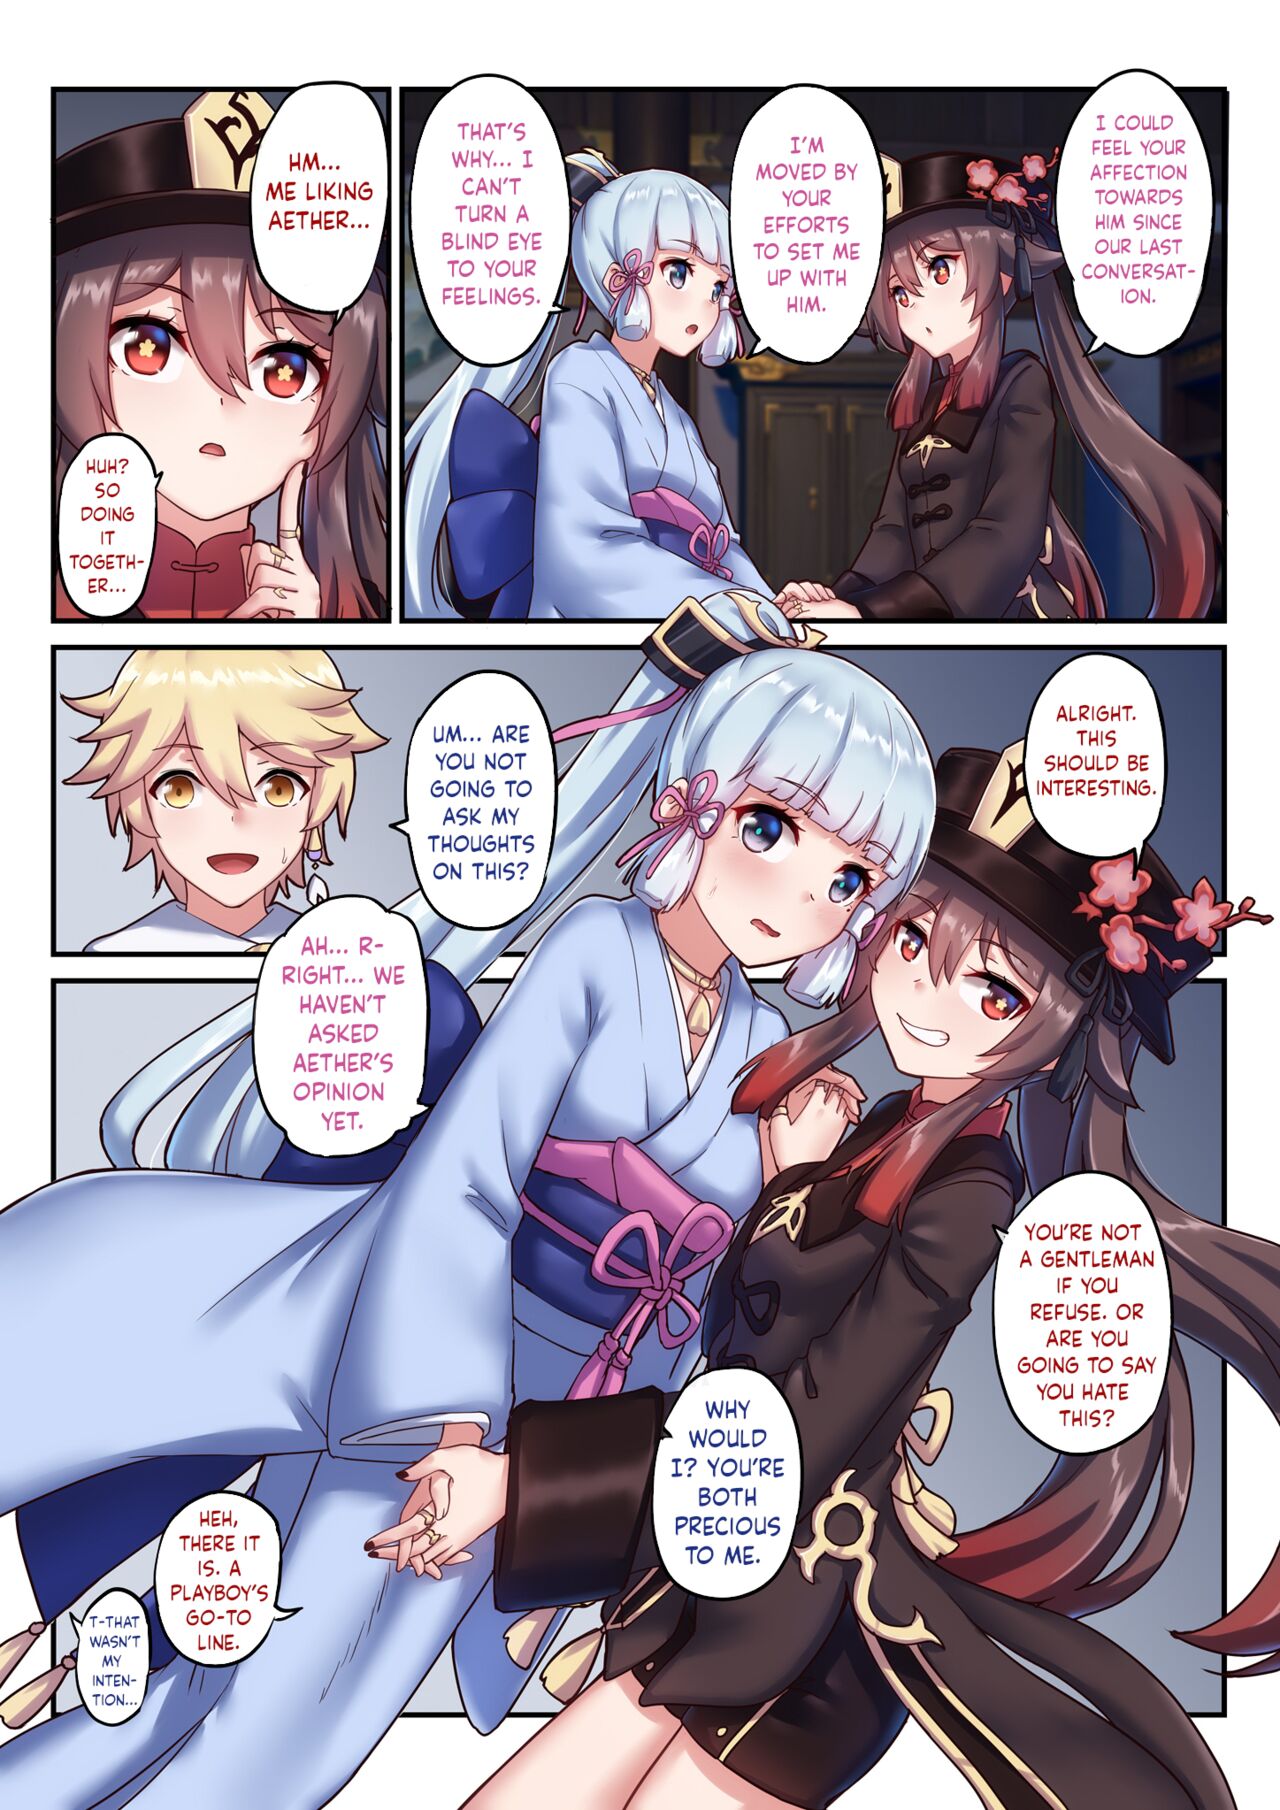 I COULD
FEEL YOUR
AFFECTION
TOWARDS
HIM SINCE
OUR LAST
CONVERSAT-
ION.
I'M
MOVED BY
YOUR
EFFORTS
TO SET ME
UP WITH
HIM.
THAT'S
WHY... I
CAN'T
TURN A
BLIND EYE
TO YOUR
FEELINGS.
HM...
ME LIKING
AETHER...
HUH?
SO
DOING
IT
TOGETH-
ER...
ALRIGHT.
THIS
SHOULD BE
INTERESTING.
UM... ARE
YOU NOT
GOING TO
ASK MY
THOUGHTS
ON THIS?
AH... R-
RIGHT... WE
HAVEN'T
ASKED
AETHER'S
OPINION
YET.
YOU'RE NOT
A GENTLEMAN
IF YOU
REFUSE. OR
ARE YOU
GOING TO SAY
YOU HATE
THIS?
WHY
WOULD
I? YOU'RE
BOTH
PRECIOUS
TO ME.
HEH,
THERE IT
IS. A
PLAYBOY'S
GO-TO
LINE.
T-THAT
WASN'T
MY
INTEN-
TION...